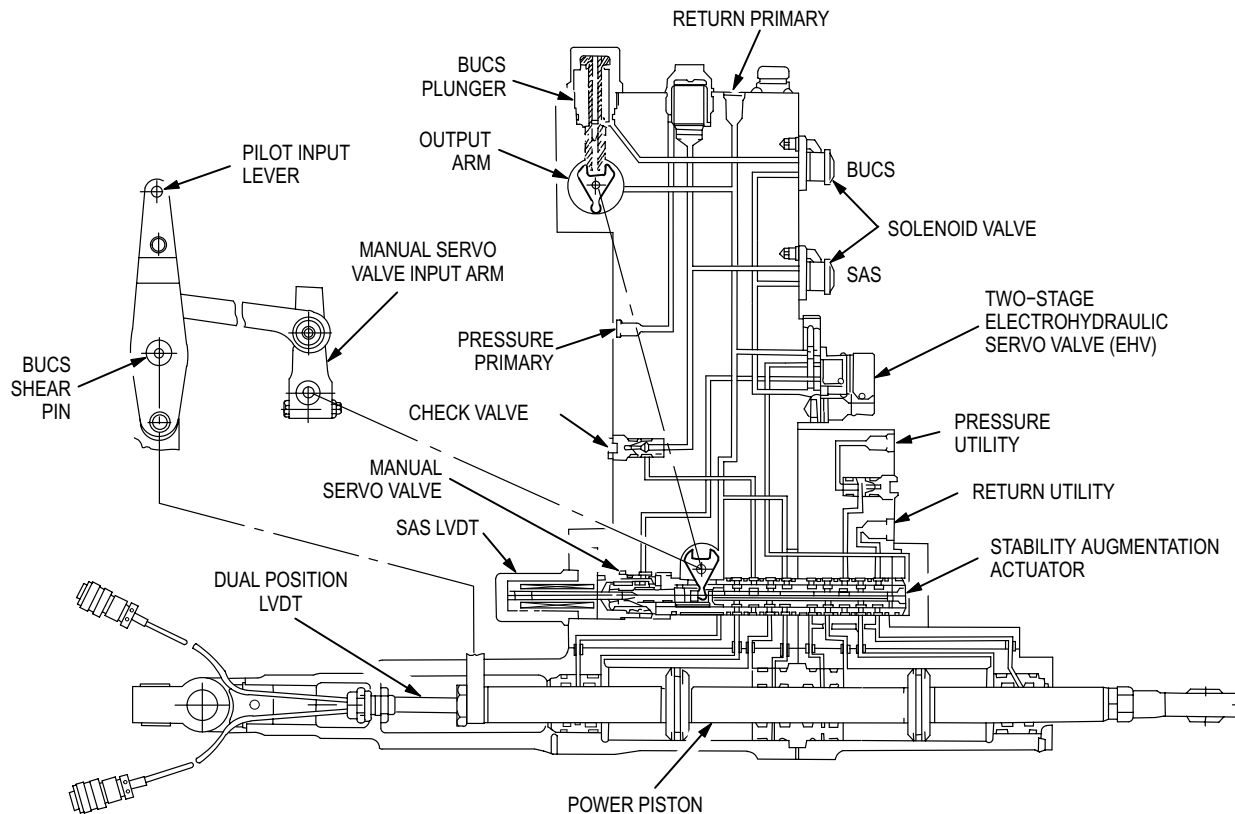 RETURN PRIMARY
BUCS
PLUNGER
OUTPUT
ARM
PILOT INPUT
LEVER
BUCS
SOLENOID VALVE
MANUAL SERVO
VALVE INPUT ARM
SAS
TWO-STAGE
ELECTROHYDRAULIC
SERVO VALVE (EHV)
PRESSURE
PRIMARY
BUCS
SHEAR
PIN
CHECK VALVE
PRESSURE
UTILITY
MANUAL
SERVO VALVE
RETURN UTILITY
SAS LVDT
STABILITY AUGMENTATION
ACTUATOR
DUAL POSITION
LVDT
POWER PISTON